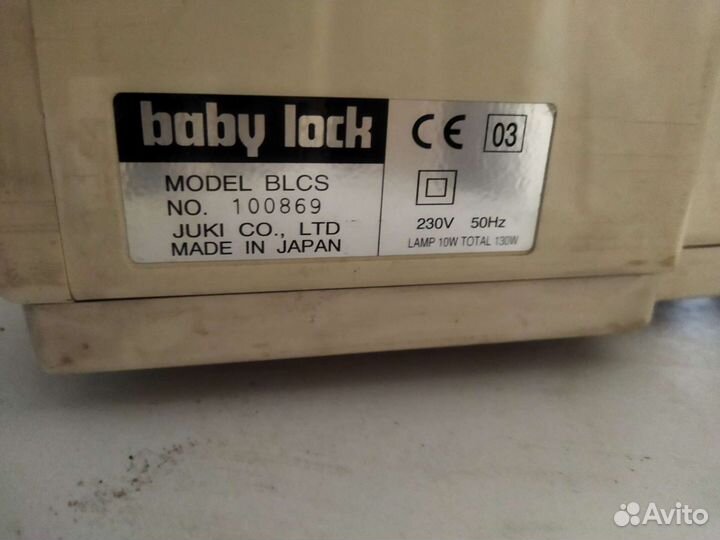 baby lock
MODEL BLCS
NO. 100869
JUKI CO., LTD
MADE IN JAPAN
CE 03
230V 50Hz
LAMP 10W TOTAL 130W
Avito